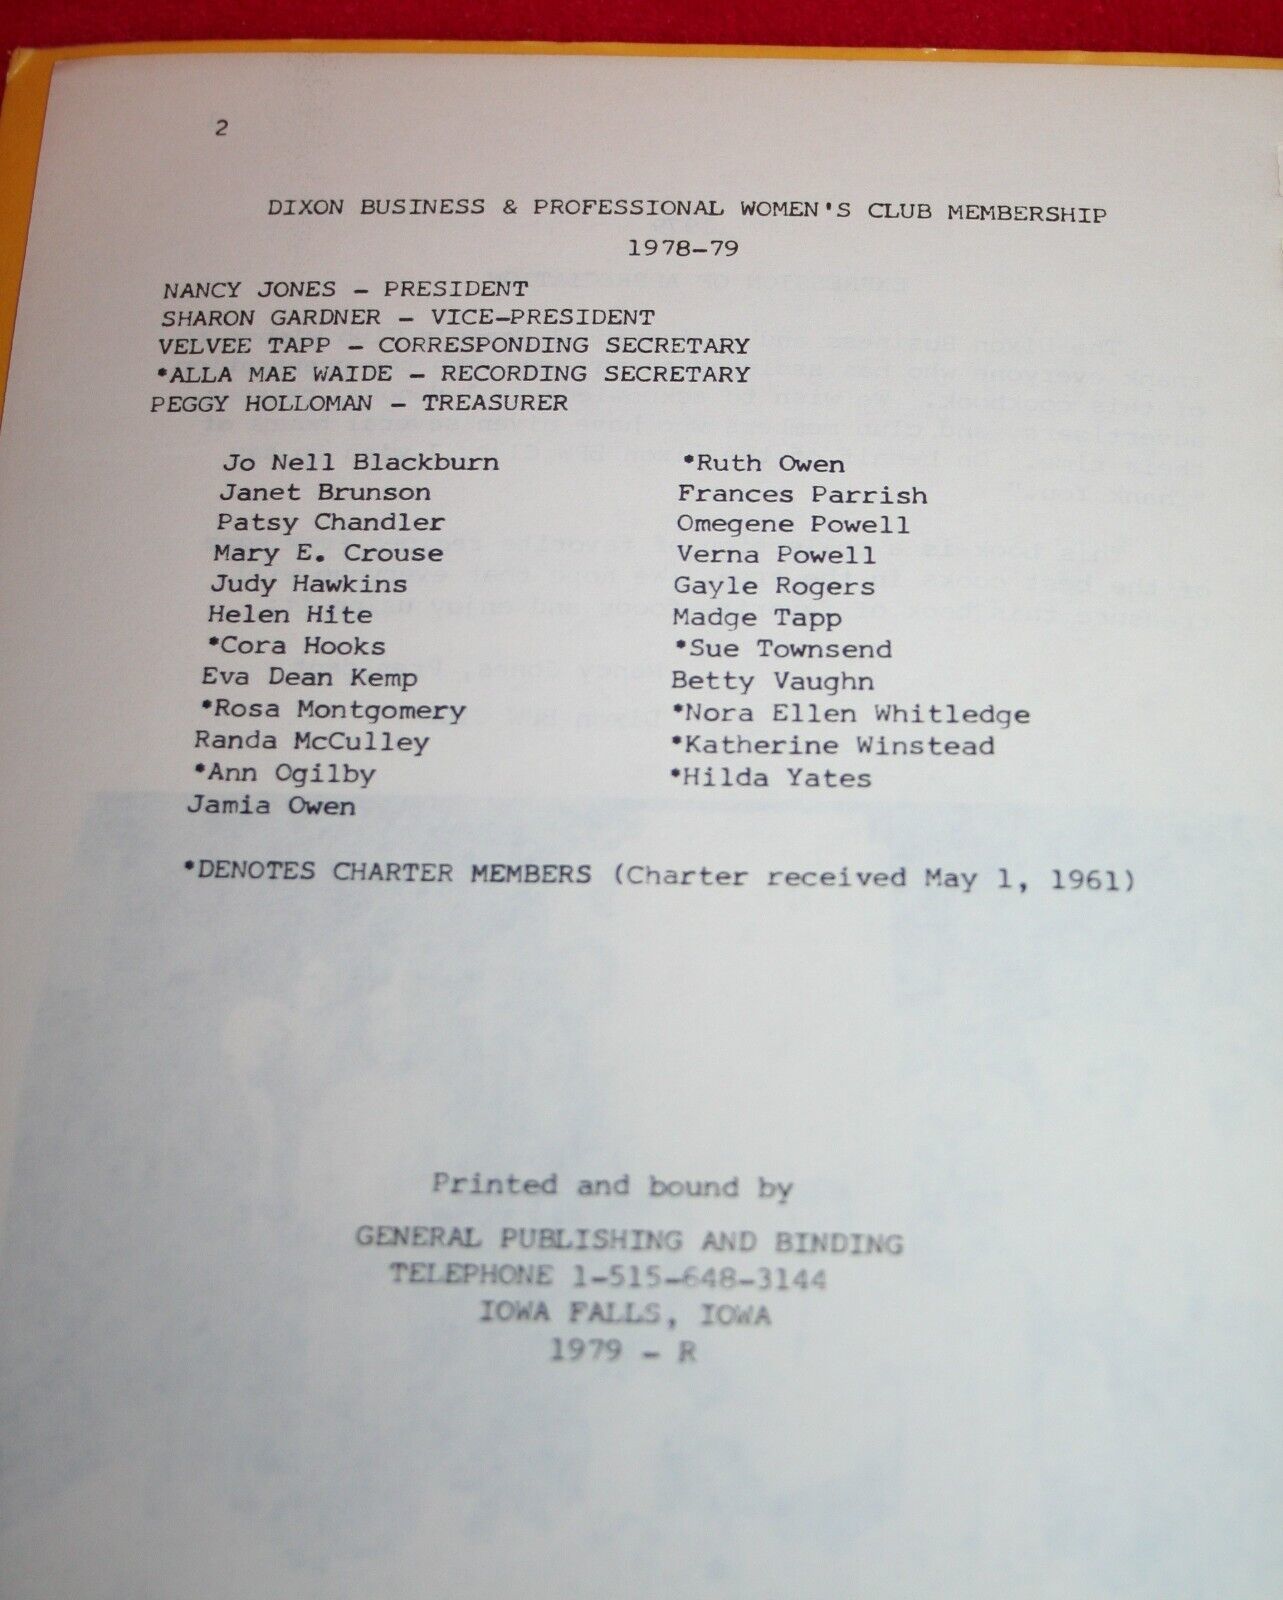 2
DIXON BUSINESS & PROFESSIONAL WOMEN'S CLUB MEMBERSHIP
1978-79
NANCY JONES - PRESIDENT
SHARON GARDNER - VICE-PRESIDENT
VELVEE TAPP - CORRESPONDING SECRETARY
*ALLA MAE WAIDE - RECORDING SECRETARY
PEGGY HOLLOMAN - TREASURER
Jo Nell Blackburn
Janet Brunson
Patsy Chandler
Mary E. Crouse
Judy Hawkins
Helen Hite
*Cora Hooks
Eva Dean Kemp
*Rosa Montgomery
Randa McCulley
*Ann Ogilby
Jamia Owen
*Ruth Owen
Frances Parrish
Omegene Powell
Verna Powell
Gayle Rogers
Madge Tapp
*Sue Townsend
Betty Vaughn
*Nora Ellen Whitledge
*Katherine Winstead
*Hilda Yates
*DENOTES CHARTER MEMBERS (Charter received May 1, 1961)
Printed and bound by
GENERAL PUBLISHING AND BINDING
TELEPHONE 1-515-648-3144
IOWA FALLS, IOWA
1979 - R